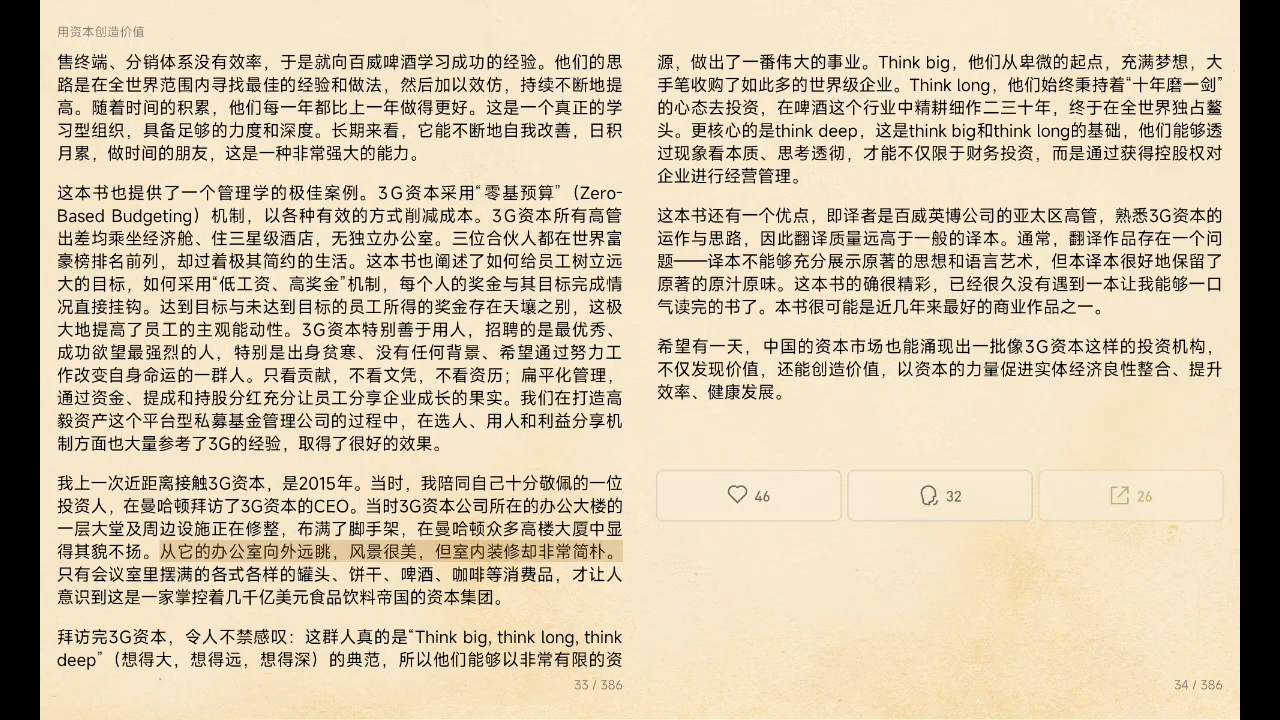 用资本创造价值
售终端、分销体系没有效率，于是就向百威啤酒学习成功的经验。他们的思
路是在全世界范围内寻找最佳的经验和做法，然后加以效仿，持续不断地提
高。随着时间的积累，他们每一年都比上一年做得更好。这是一个真正的学
习型组织，具备足够的力度和深度。长期来看，它能不断地自我改善，日积
月累，做时间的朋友，这是一种非常强大的能力。
这本书也提供了一个管理学的极佳案例。3G资本采用“零基预算”（Zero-
Based Budgeting）机制，以各种有效的方式削减成本。3G资本所有高管
出差均乘坐经济舱、住三星级酒店，无独立办公室。三位合伙人都在世界富
豪榜排名前列，却过着极其简约的生活。这本书也阐述了如何给员工树立远
大的目标，如何采用“低工资、高奖金”机制，每个人的奖金与其目标完成情
况直接挂钩。达到目标与未达到目标的员工所得的奖金存在天壤之别，这极
大地提高了员工的主观能动性。3G资本特别善于用人，招聘的是最优秀、
成功欲望最强烈的人，特别是出身贫寒、没有任何背景、希望通过努力工
作改变自身命运的一群人。只看贡献，不看文凭，不看资历；扁平化管理，
通过资金、提成和持股分红充分让员工分享企业成长的果实。我们在打造高
毅资产这个平台型私募基金管理公司的过程中，在选人、用人和利益分享机
制方面也大量参考了3G的经验，取得了很好的效果。
我上一次近距离接触3G资本，是2015年。当时，我陪同自己十分敬佩的一位
投资人，在曼哈顿拜访了3G资本的CEO。当时3G资本公司所在的办公大楼的
一层大堂及周边设施正在修整，布满了脚手架，在曼哈顿众多高楼大厦中显
得其貌不扬。从它的办公室向外远眺，风景很美，但室内装修却非常简朴。
只有会议室里摆满的各式各样的罐头、饼干、啤酒、咖啡等消费品，才让人
意识到这是一家掌控着几千亿美元食品饮料帝国的资本集团。
拜访完3G资本，令人不禁感叹：这群人真的是“Think big, think long, think
deep”（想得大，想得远，想得深）的典范，所以他们能够以非常有限的资
33 / 386
源，做出了一番伟大的事业。Think big，他们从卑微的起点，充满梦想，大
手笔收购了如此多的世界级企业。Think long，他们始终秉持着“十年磨一剑”
的心态去投资，在啤酒这个行业中精耕细作二三十年，终于在全世界独占鳌
头。更核心的是think deep，这是think big和think long的基础，他们能够透
过现象看本质、思考透彻，才能不仅限于财务投资，而是通过获得控股权对
企业进行经营管理。
这本书还有一个优点，即译者是百威英博公司的亚太区高管，熟悉3G资本的
运作与思路，因此翻译质量远高于一般的译本。通常，翻译作品存在一个问
题——译本不能够充分展示原著的思想和语言艺术，但本译本很好地保留了
原著的原汁原味。这本书的确很精彩，已经很久没有遇到一本让我能够一口
气读完的书了。本书很可能是近几年来最好的商业作品之一。
希望有一天，中国的资本市场也能涌现出一批像3G资本这样的投资机构，
不仅发现价值，还能创造价值，以资本的力量促进实体经济良性整合、提升
效率、健康发展。
46
32
26
34 / 386